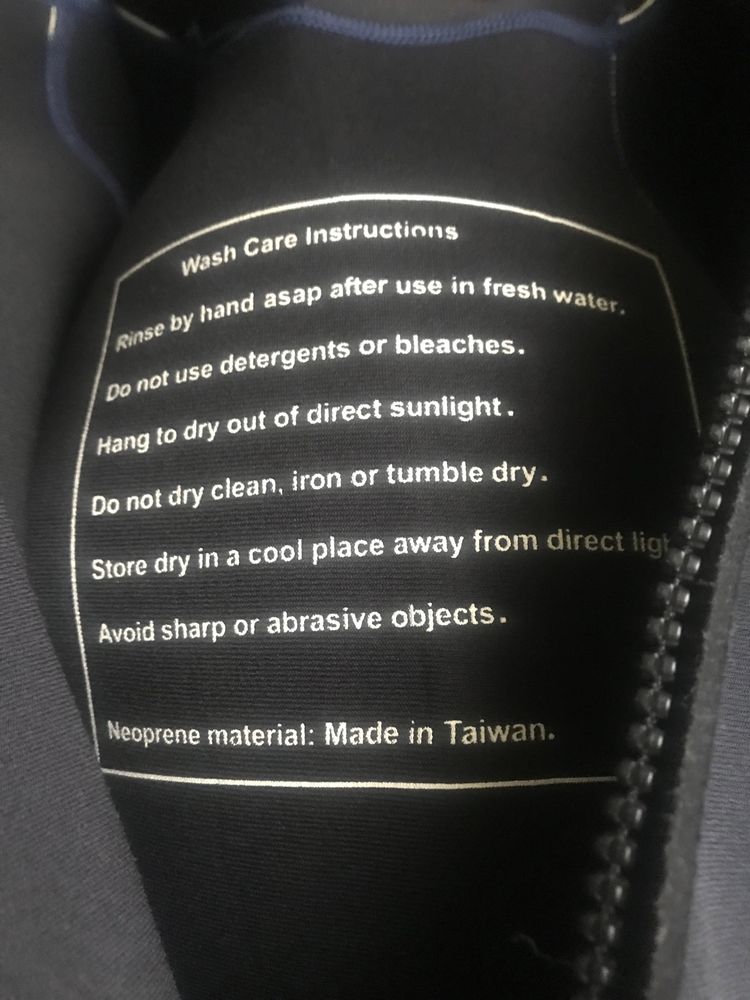 Wash Care Instructions
Rinse by hand asap after use in fresh water.
Do not use detergents or bleaches.
Hang to dry out of direct sunlight.
Do not dry clean, iron or tumble dry.
Store dry in a cool place away from direct
Avoid sharp or abrasive objects.
Neoprene material: Made in Taiwan.